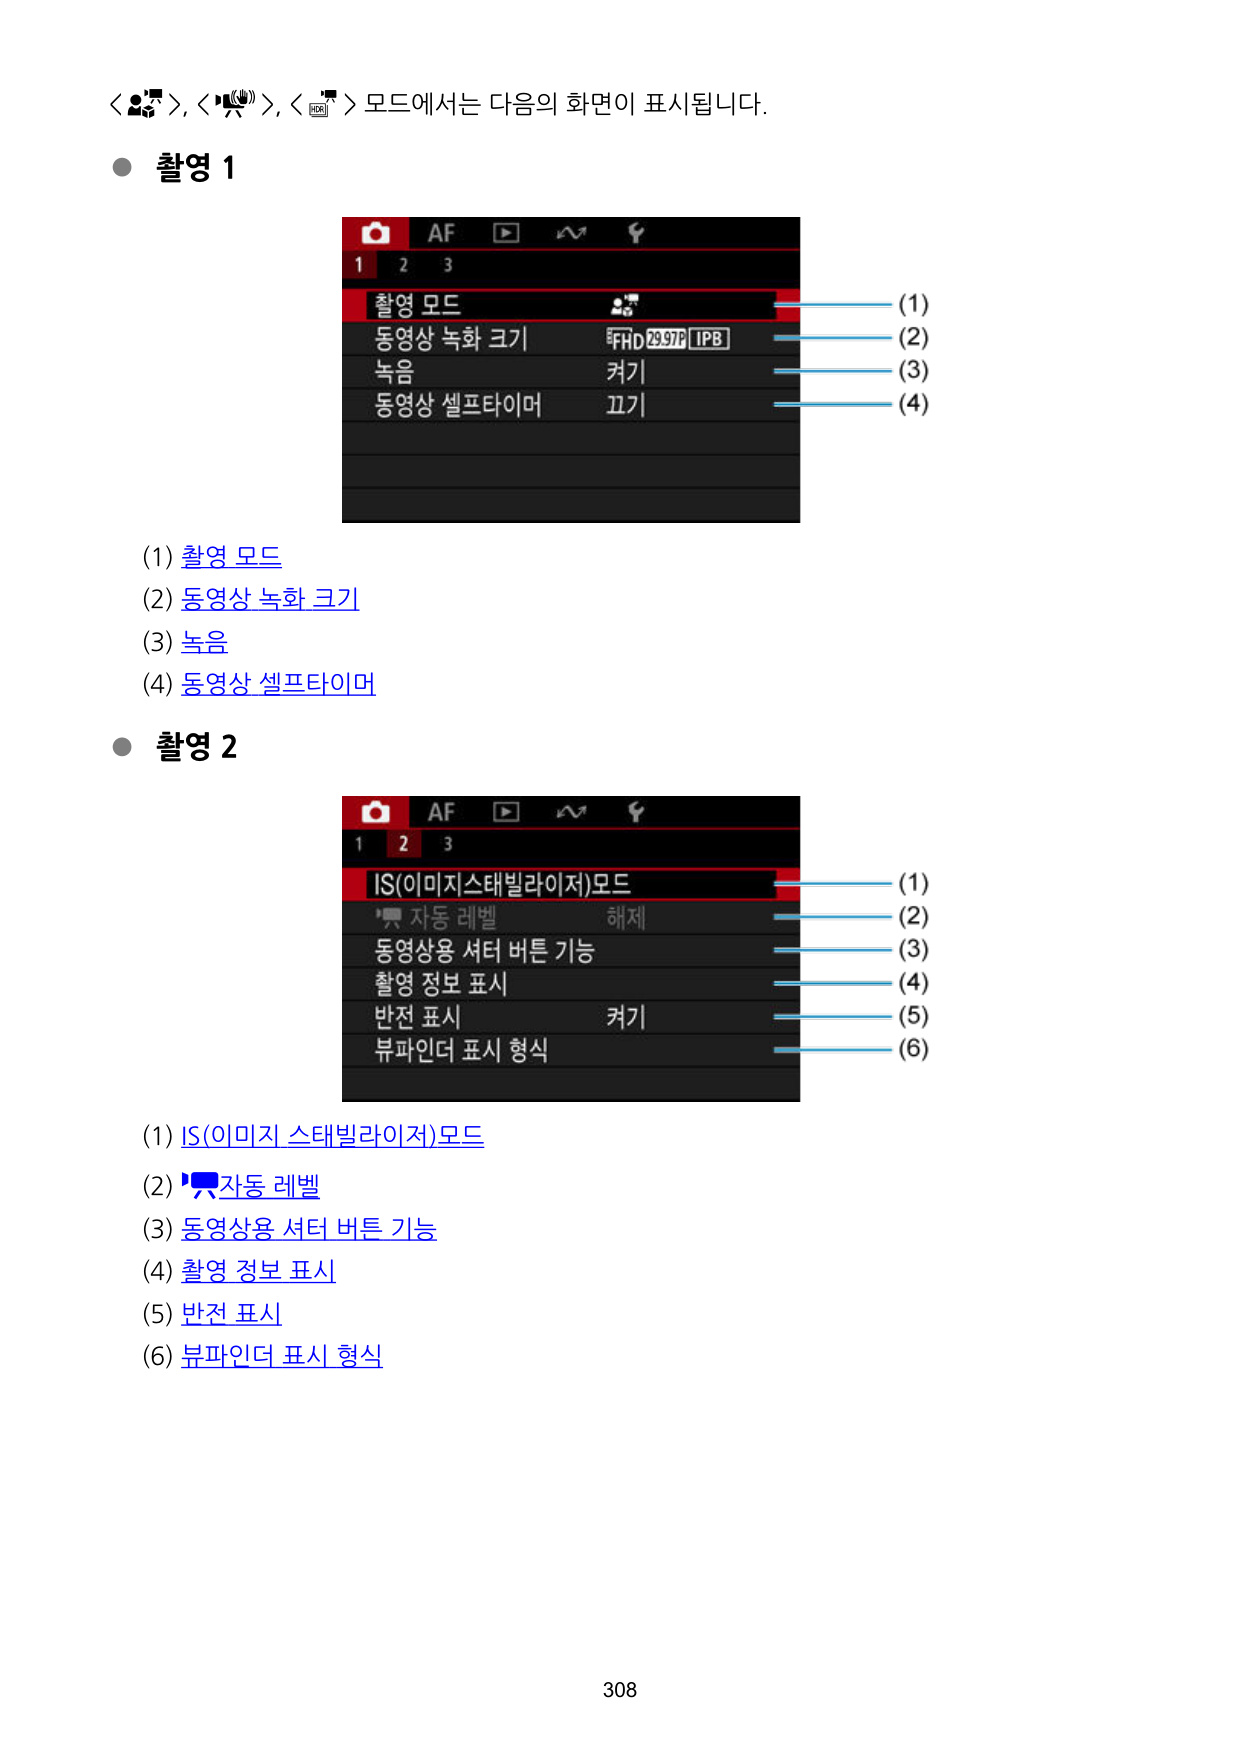 < >, < >, < > 모드에서는 다음의 화면이 표시됩니다.
● 촬영 1
AF
1 2 3
촬영 모드 (1)
동영상 녹화 크기 EFHD 29.97P IPB (2)
녹음 켜기 (3)
동영상 셀프타이머 끄기 (4)
(1) 촬영 모드
(2) 동영상 녹화 크기
(3) 녹음
(4) 동영상 셀프타이머
● 촬영 2
AF
1 2 3
IS(이미지스태빌라이저)모드 (1)
자동 레벨 해제 (2)
동영상용 셔터 버튼 기능 (3)
촬영 정보 표시 (4)
반전 표시 켜기 (5)
뷰파인더 표시 형식 (6)
(1) IS(이미지 스태빌라이저)모드
(2) 자동 레벨
(3) 동영상용 셔터 버튼 기능
(4) 촬영 정보 표시
(5) 반전 표시
(6) 뷰파인더 표시 형식
308